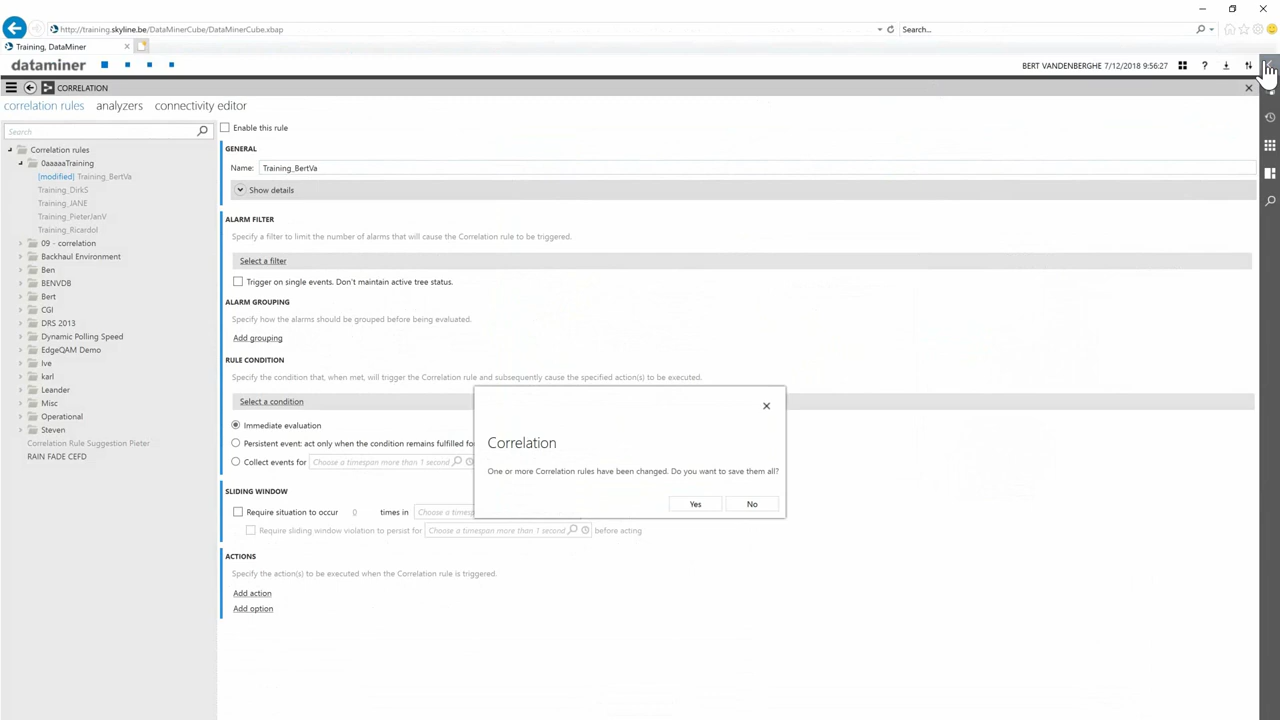 http://training.skyline.be/DataMinerCube/DataMinerCube.xbap
Search...
Training, DataMiner
dataminer
BERT VANDENBERGHE 7/12/2018 9:56:27
?
CORRELATION
correlation rules
analyzers
connectivity editor
Search
Enable this rule
Correlation rules
GENERAL
0aaaaaTraining
Name:
Training_BertVa
[modified] Training_BertVa
Show details
Training_DirkS
Training_JANE
Training_PieterJanV
ALARM FILTER
Training_Ricardol
Specify a filter to limit the number of alarms that will cause the Correlation rule to be triggered.
09 - correlation
Backhaul Environment
Select a filter
Ben
BENVDB
Trigger on single events. Don't maintain active tree status.
Bert
ALARM GROUPING
CGI
Specify how the alarms should be grouped before being evaluated.
DRS 2013
Dynamic Polling Speed
Add grouping
EdgeQAM Demo
RULE CONDITION
Ive
karl
Specify the condition that, when met, will trigger the Correlation rule and subsequently cause the specified action(s) to be executed.
Leander
Misc
Select a condition
Operational
Immediate evaluation
Steven
Persistent event: act only when the condition remains fulfilled for
Correlation Rule Suggestion Pieter
RAIN FADE CEFD
Collect events for
Choose a timespan more than 1 second
Correlation
One or more Correlation rules have been changed. Do you want to save them all?
Yes
No
SLIDING WINDOW
Require situation to occur
0
times in
Choose a timesp
Require sliding window violation to persist for
Choose a timespan more than 1 second
before acting
ACTIONS
Specify the action(s) to be executed when the Correlation rule is triggered.
Add action
Add option